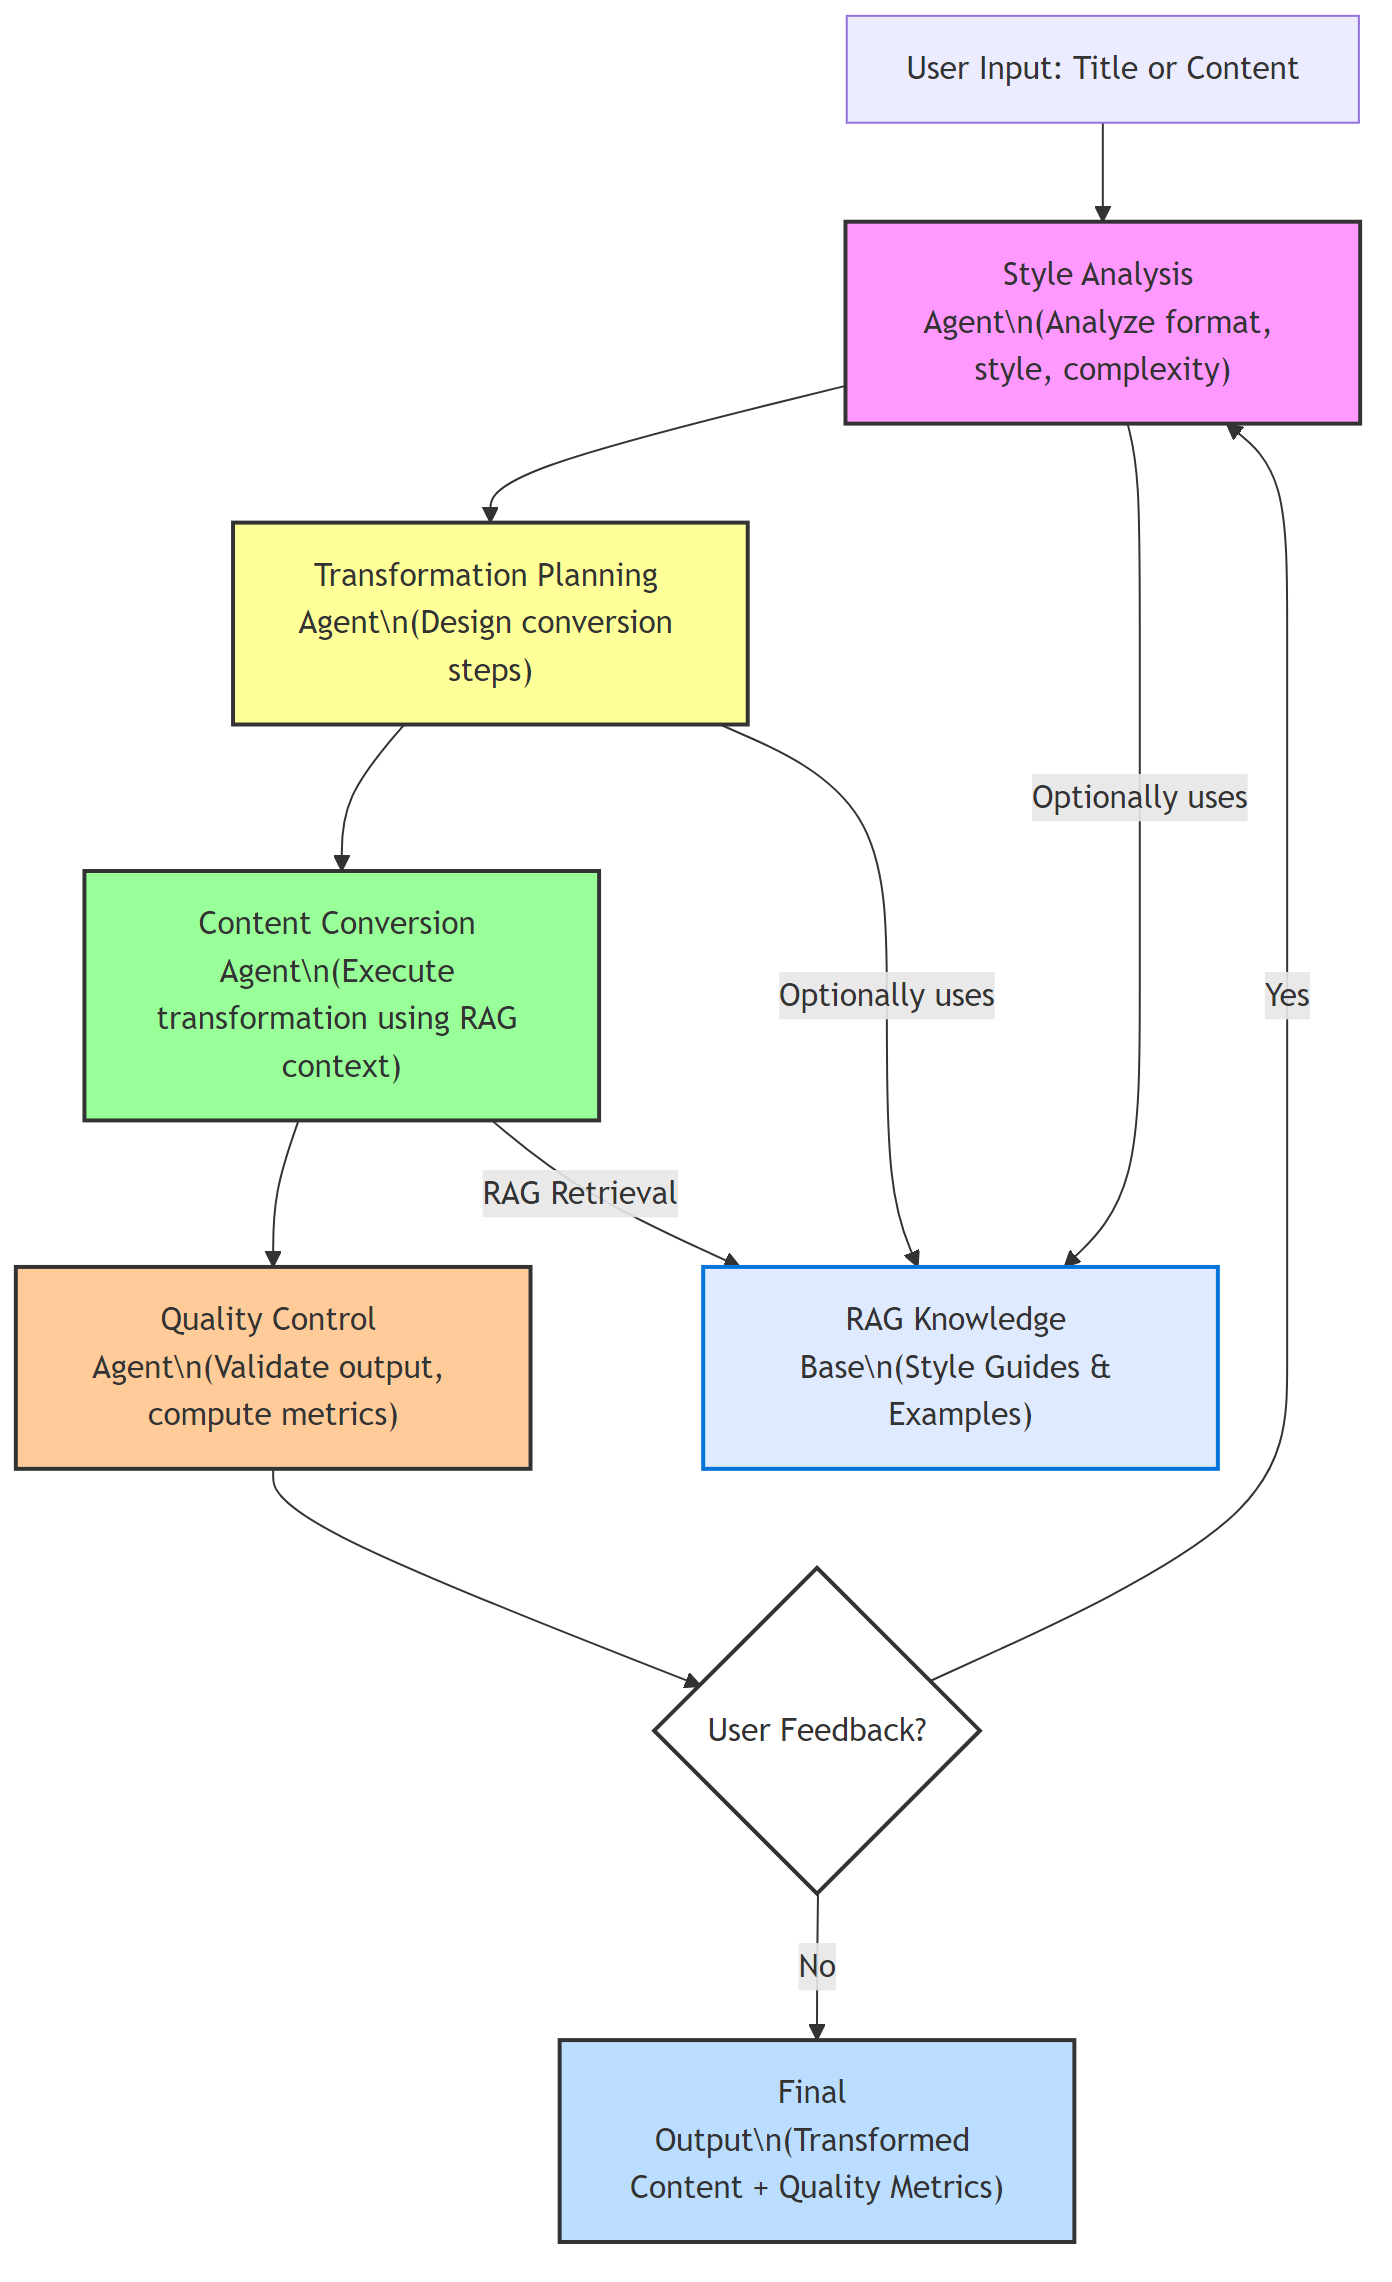 User Input: Title or Content
Style Analysis
Agent\n(Analyze format,
style, complexity)
Transformation Planning
Agent\n(Design conversion
steps)
Optionally uses
Content Conversion
Agent\n(Execute
transformation using RAG
context)
Optionally uses
Yes
RAG Retrieval
Quality Control
Agent\n(Validate output,
compute metrics)
RAG Knowledge
Base\n(Style Guides &
Examples)
User Feedback?
No
Final
Output\n(Transformed
Content + Quality Metrics)